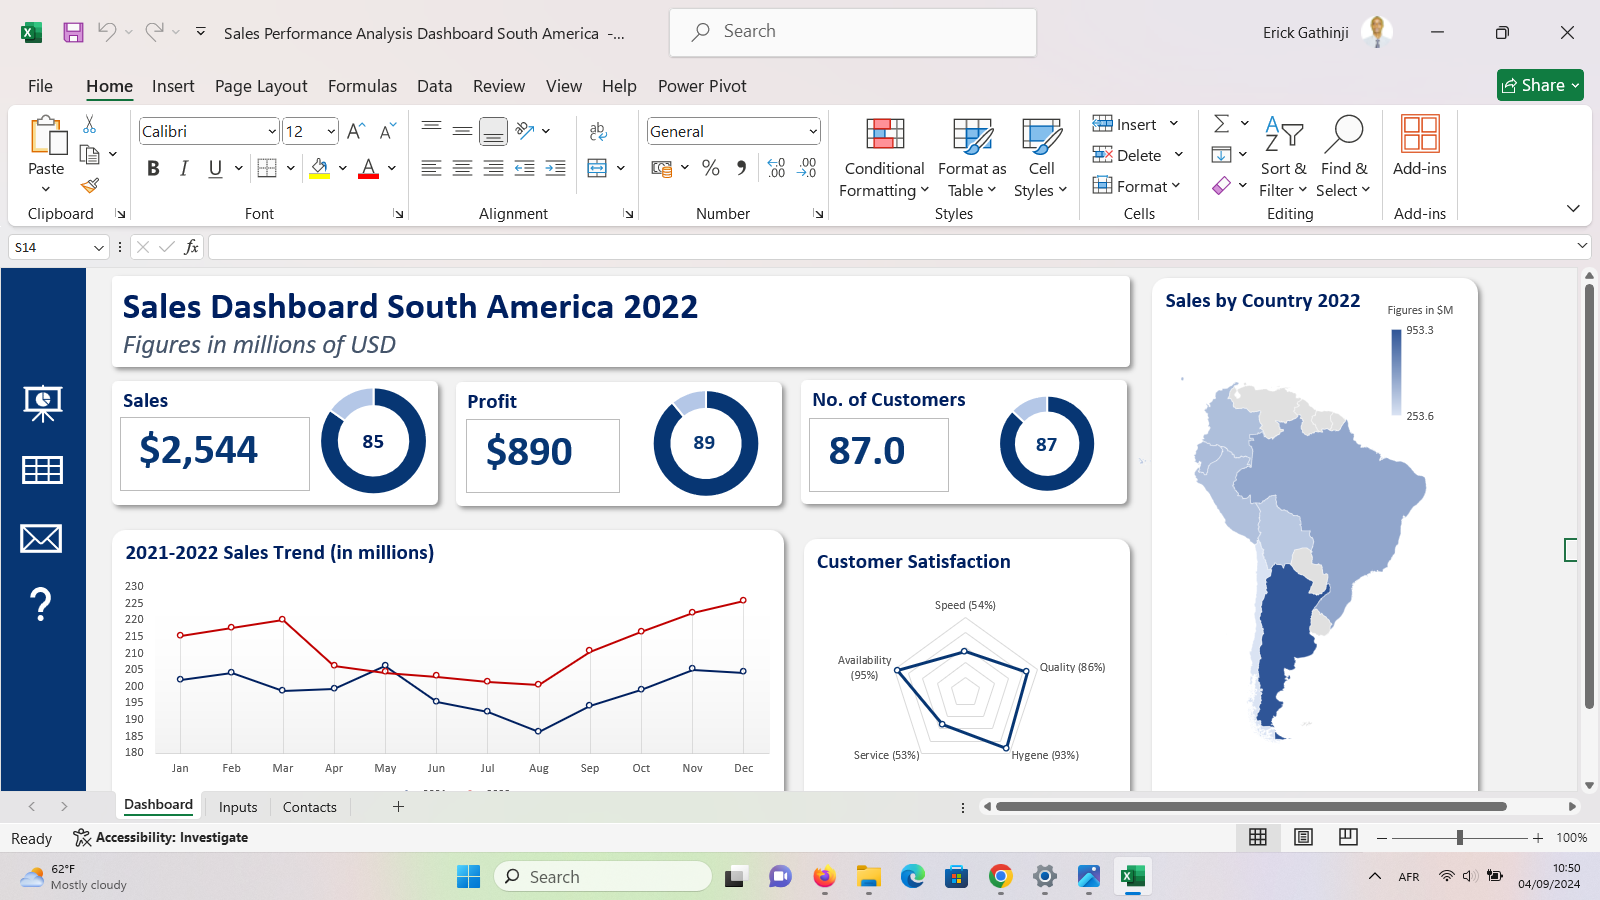 Sales Performance Analysis Dashboard South America -...
Search
Erick Gathinji
File Home Insert Page Layout Formulas Data Review View Help Power Pivot
Share
Paste
Clipboard
Calibri 12
B I U A
Font
Alignment
General
Number
Conditional Formatting
Format as Table
Cell Styles
Styles
Insert
Delete
Format
Cells
Sort & Filter
Find & Select
Editing
Add-ins
Add-ins
S14
fx
Sales Dashboard South America 2022
Figures in millions of USD
Sales
$2,544
85
Profit
$890
89
No. of Customers
87.0
87
Sales by Country 2022
Figures in $M
953.3
253.6
2021-2022 Sales Trend (in millions)
230
225
220
215
210
205
200
195
190
185
180
Jan Feb Mar Apr May Jun Jul Aug Sep Oct Nov Dec
Customer Satisfaction
Speed (54%)
Availability (95%)
Quality (86%)
Service (53%)
Hygene (93%)
Dashboard Inputs Contacts
Ready
Accessibility: Investigate
100%
62°F
Mostly cloudy
Search
AFR
10:50
04/09/2024